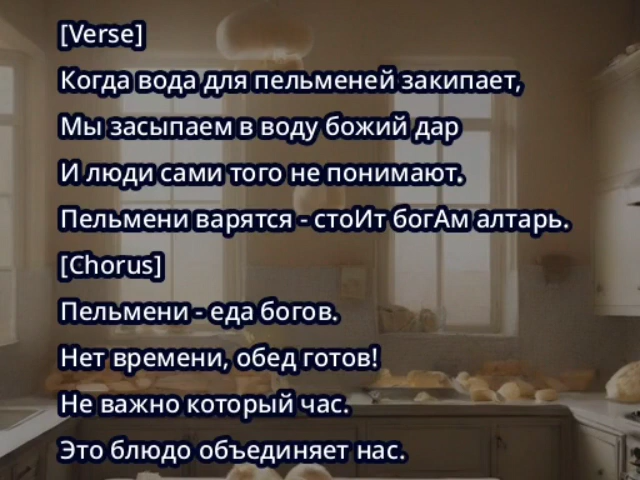 [Verse]
Когда вода для пельменей закипает,
Мы засыпаем в воду божий дар
И люди сами того не понимают.
Пельмени варятся - стоИт богАм алтарь.
[Chorus]
Пельмени - еда богов.
Нет времени, обед готов!
Не важно который час.
Это блюдо объединяет нас.